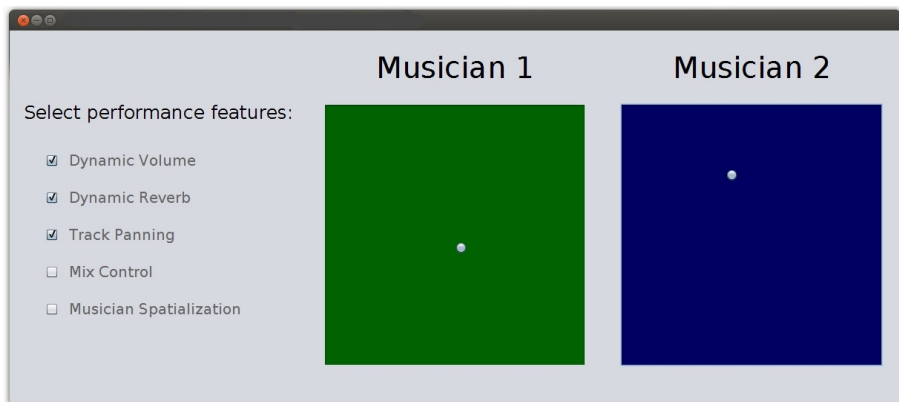 Musician 1
Musician 2
Select performance features:
Dynamic Volume
Dynamic Reverb
Track Panning
Mix Control
Musician Spatialization